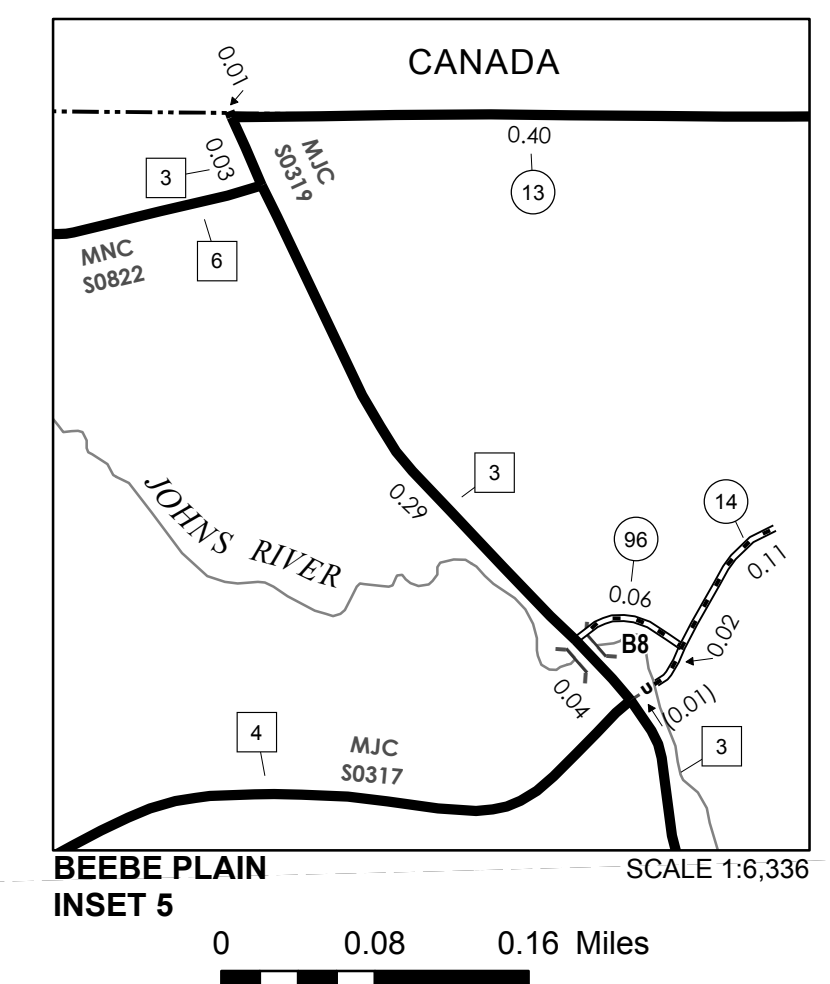 CANADA
0.01
0.40
13
0.03
3
MJC
S0319
6
MNC
S0822
3
0.29
JOHNS RIVER
14
96
0.11
0.06
0.02
B8
(0.01)
U
0.04
3
4
MJC
S0317
BEEBE PLAIN
SCALE 1:6,336
INSET 5
0 0.08 0.16 Miles